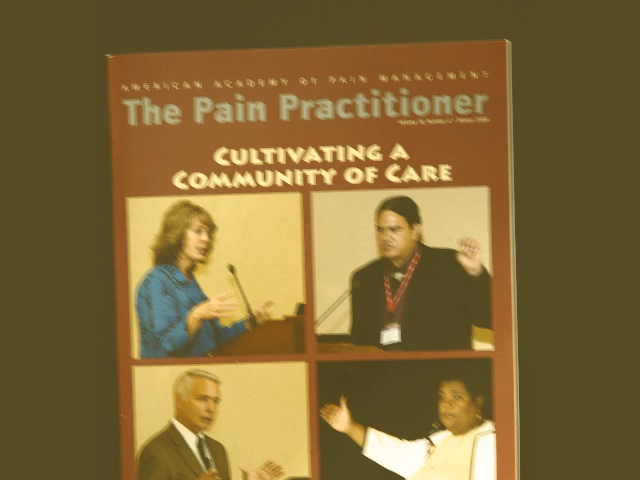 AMERICAN ACADEMY OF PAIN MANAGEMENT
The Pain Practitioner
CULTIVATING A
COMMUNITY OF CARE